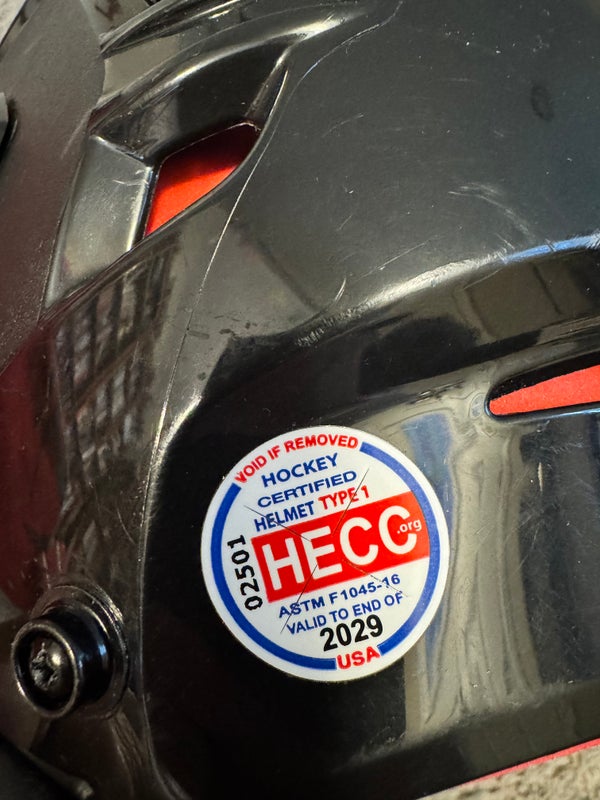 VOID IF REMOVED
HOCKEY
CERTIFIED
HELMET TYPE 1
HECC.org
02501
ASTM F 1045-16
VALID TO END OF
2029
USA